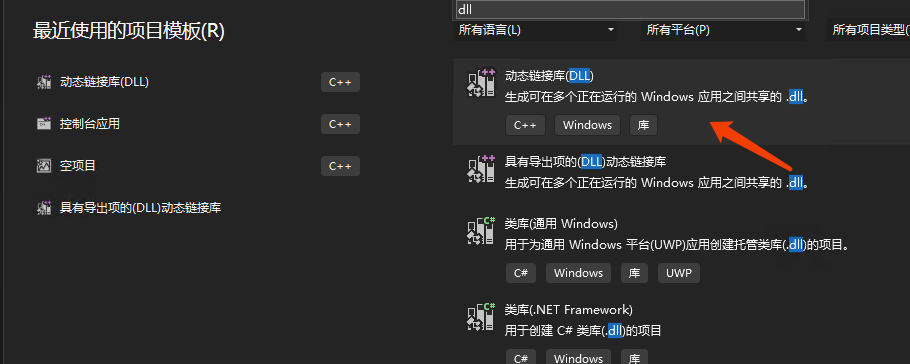 dll
最近使用的项目模板(R)
所有语言(L)
所有平台(P)
所有项目类型(
动态链接库(DLL)
C++
控制台应用
C++
空项目
C++
具有导出项的(DLL)动态链接库
动态链接库(DLL)
生成可在多个正在运行的 Windows 应用之间共享的 .dll。
C++ Windows 库
具有导出项的(DLL)动态链接库
生成可在多个正在运行的 Windows 应用之间共享的 .dll。
类库(通用 Windows)
用于为通用 Windows 平台(UWP)应用创建托管类库(.dll)的项目。
C# Windows 库 UWP
类库(.NET Framework)
用于创建 C# 类库(.dll)的项目
C# Windows 库